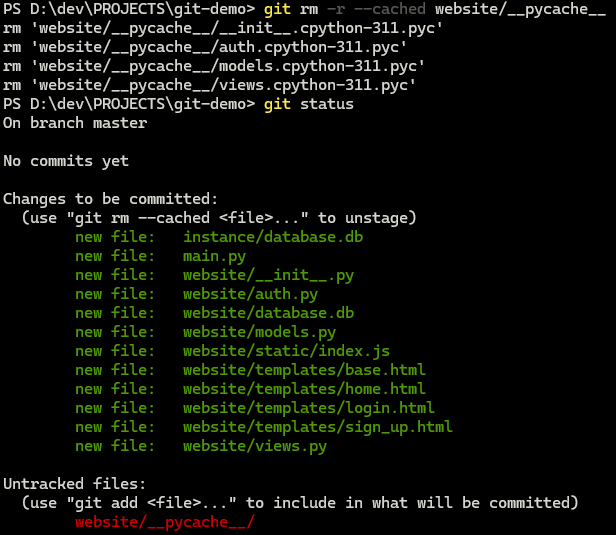 PS D:\dev\PROJECTS\git-demo> git rm -r --cached website/__pycache__
rm 'website/__pycache__/__init__.cpython-311.pyc'
rm 'website/__pycache__/auth.cpython-311.pyc'
rm 'website/__pycache__/models.cpython-311.pyc'
rm 'website/__pycache__/views.cpython-311.pyc'
PS D:\dev\PROJECTS\git-demo> git status
On branch master
No commits yet
Changes to be committed:
  (use "git rm --cached <file>..." to unstage)
        new file:   instance/database.db
        new file:   main.py
        new file:   website/__init__.py
        new file:   website/auth.py
        new file:   website/database.db
        new file:   website/models.py
        new file:   website/static/index.js
        new file:   website/templates/base.html
        new file:   website/templates/home.html
        new file:   website/templates/login.html
        new file:   website/templates/sign_up.html
        new file:   website/views.py
Untracked files:
  (use "git add <file>..." to include in what will be committed)
        website/__pycache__/